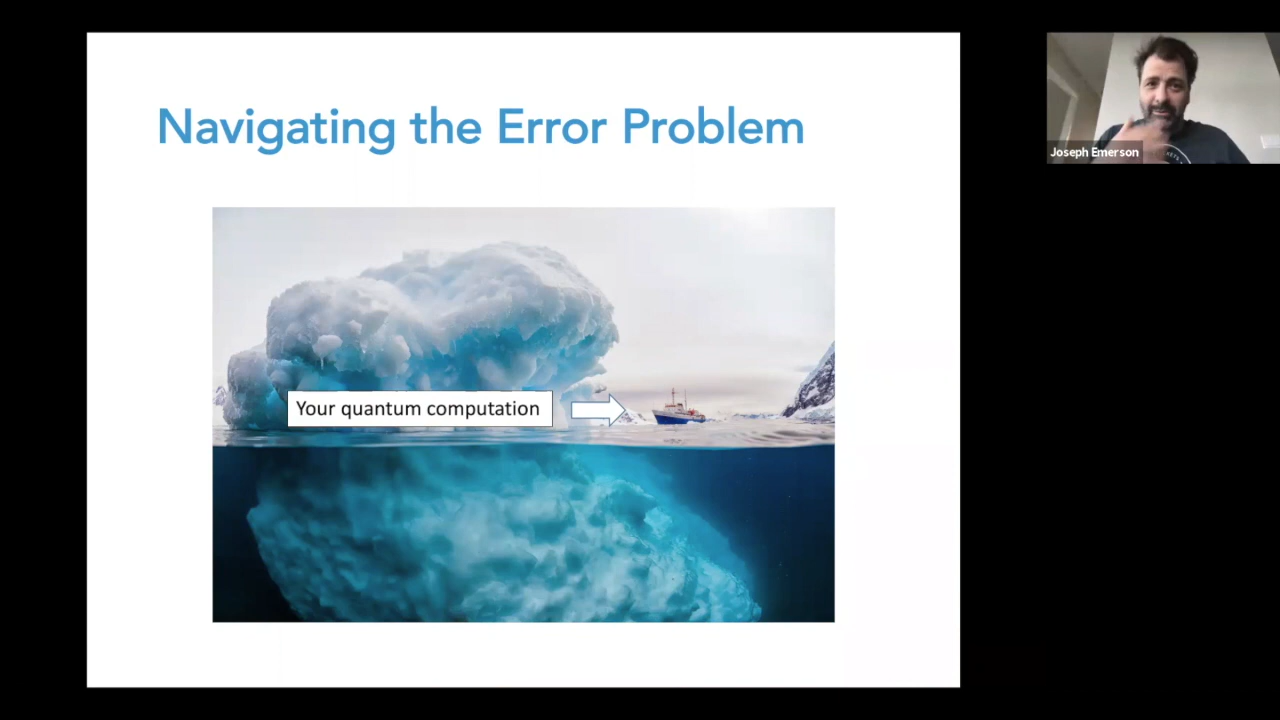 Navigating the Error Problem
Your quantum computation
Joseph Emerson